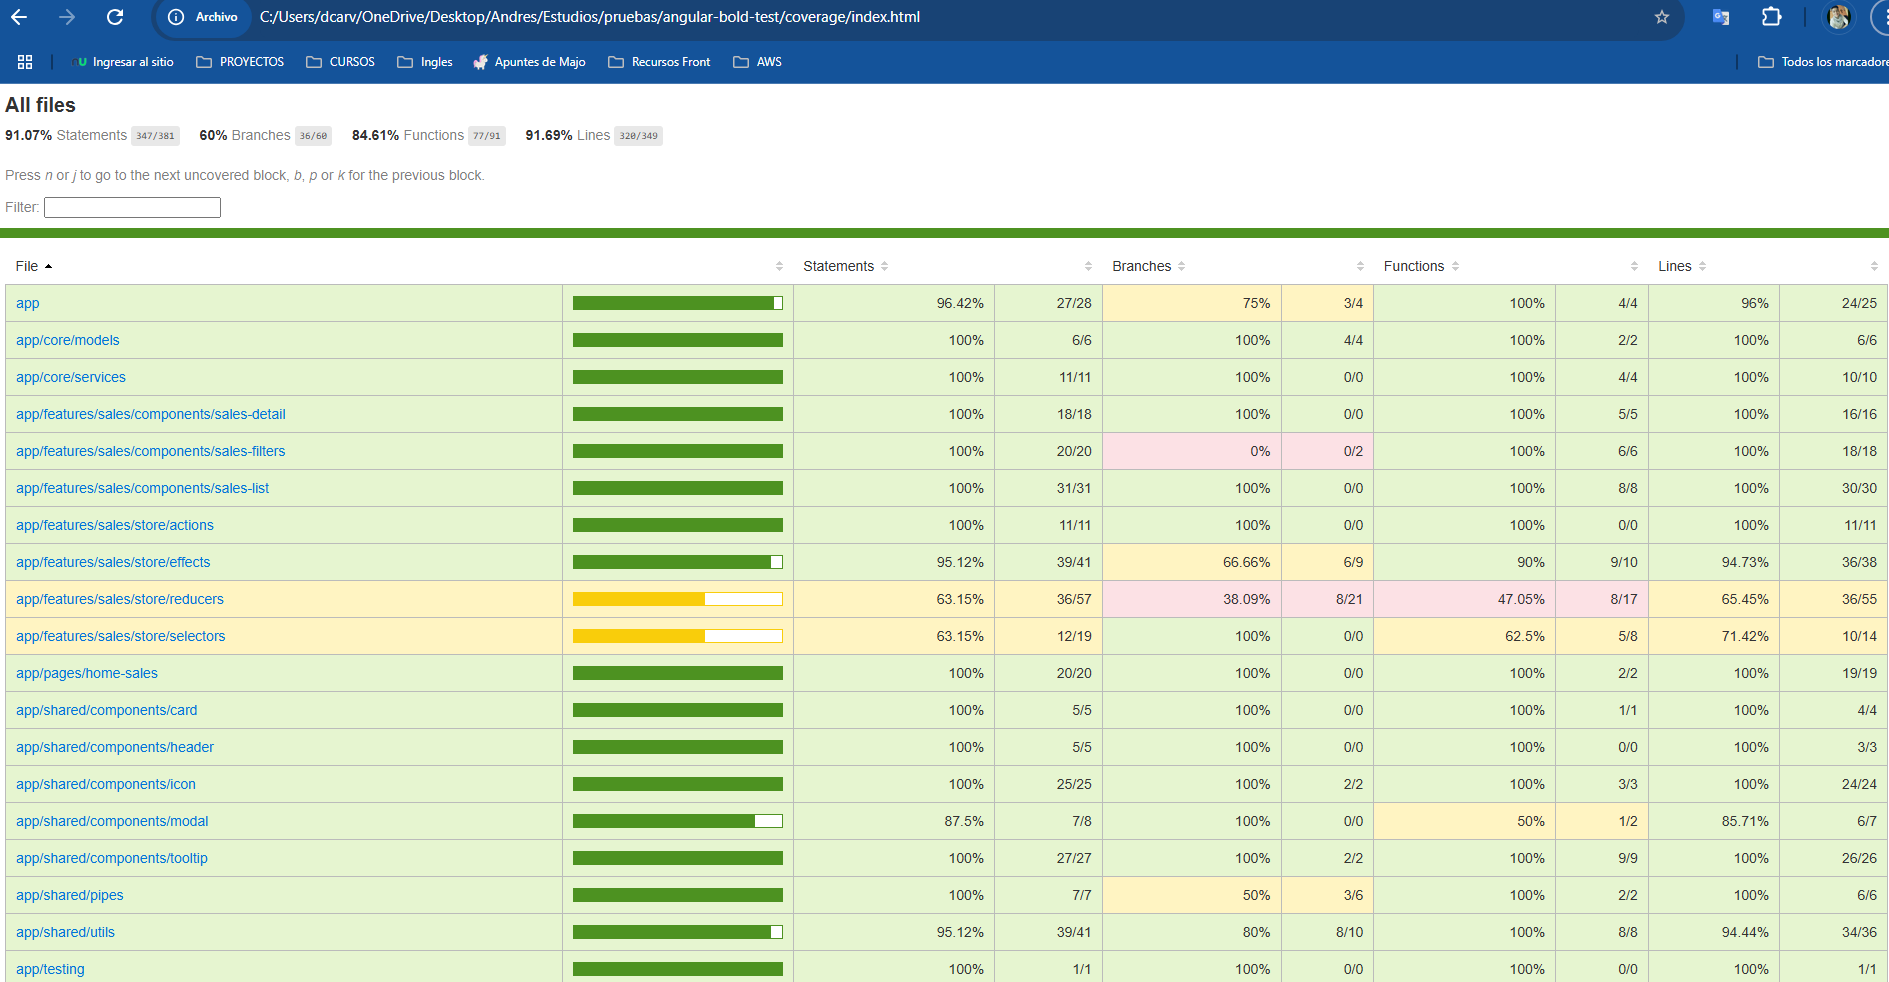 Archivo C:/Users/dcarv/OneDrive/Desktop/Andres/Estudios/pruebas/angular-bold-test/coverage/index.html
Ingresar al sitio PROYECTOS CURSOS Ingles Apuntes de Majo Recursos Front AWS Todos los marcadore
All files
91.07% Statements 347/381 60% Branches 36/60 84.61% Functions 77/91 91.69% Lines 320/349
Press n or j to go to the next uncovered block, b, p or k for the previous block.
Filter:
File Statements Branches Functions Lines
app 96.42% 27/28 75% 3/4 100% 4/4 96% 24/25
app/core/models 100% 6/6 100% 4/4 100% 2/2 100% 6/6
app/core/services 100% 11/11 100% 0/0 100% 4/4 100% 10/10
app/features/sales/components/sales-detail 100% 18/18 100% 0/0 100% 5/5 100% 16/16
app/features/sales/components/sales-filters 100% 20/20 0% 0/2 100% 6/6 100% 18/18
app/features/sales/components/sales-list 100% 31/31 100% 0/0 100% 8/8 100% 30/30
app/features/sales/store/actions 100% 11/11 100% 0/0 100% 0/0 100% 11/11
app/features/sales/store/effects 95.12% 39/41 66.66% 6/9 90% 9/10 94.73% 36/38
app/features/sales/store/reducers 63.15% 36/57 38.09% 8/21 47.05% 8/17 65.45% 36/55
app/features/sales/store/selectors 63.15% 12/19 100% 0/0 62.5% 5/8 71.42% 10/14
app/pages/home-sales 100% 20/20 100% 0/0 100% 2/2 100% 19/19
app/shared/components/card 100% 5/5 100% 0/0 100% 1/1 100% 4/4
app/shared/components/header 100% 5/5 100% 0/0 100% 0/0 100% 3/3
app/shared/components/icon 100% 25/25 100% 2/2 100% 3/3 100% 24/24
app/shared/components/modal 87.5% 7/8 100% 0/0 50% 1/2 85.71% 6/7
app/shared/components/tooltip 100% 27/27 100% 2/2 100% 9/9 100% 26/26
app/shared/pipes 100% 7/7 50% 3/6 100% 2/2 100% 6/6
app/shared/utils 95.12% 39/41 80% 8/10 100% 8/8 94.44% 34/36
app/testing 100% 1/1 100% 0/0 100% 0/0 100% 1/1